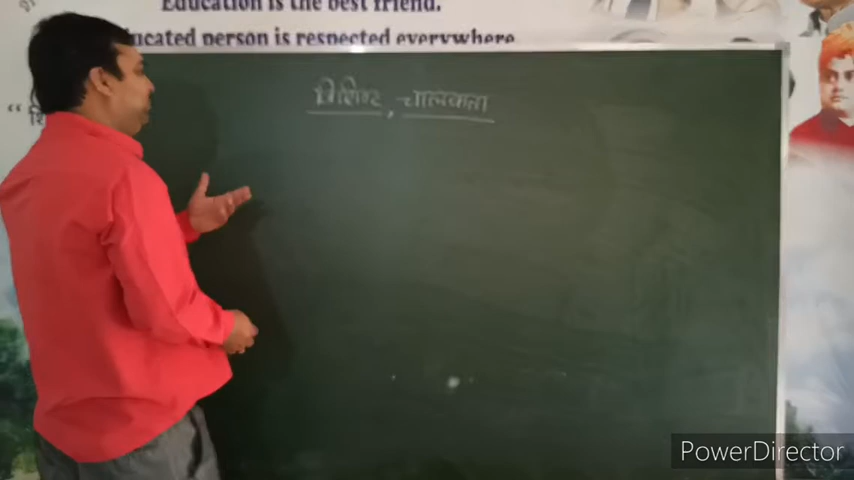 Education is the best friend.
ucated person is respected everywhere.
विशिष्ट, चालकता
PowerDirector